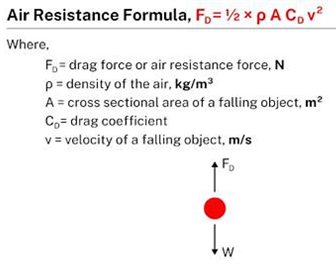 Air Resistance Formula, F_D = ½ × ρ A C_D v²
Where,
F_D = drag force or air resistance force, N
ρ = density of the air, kg/m³
A = cross sectional area of a falling object, m²
C_D = drag coefficient
v = velocity of a falling object, m/s
F_D
W